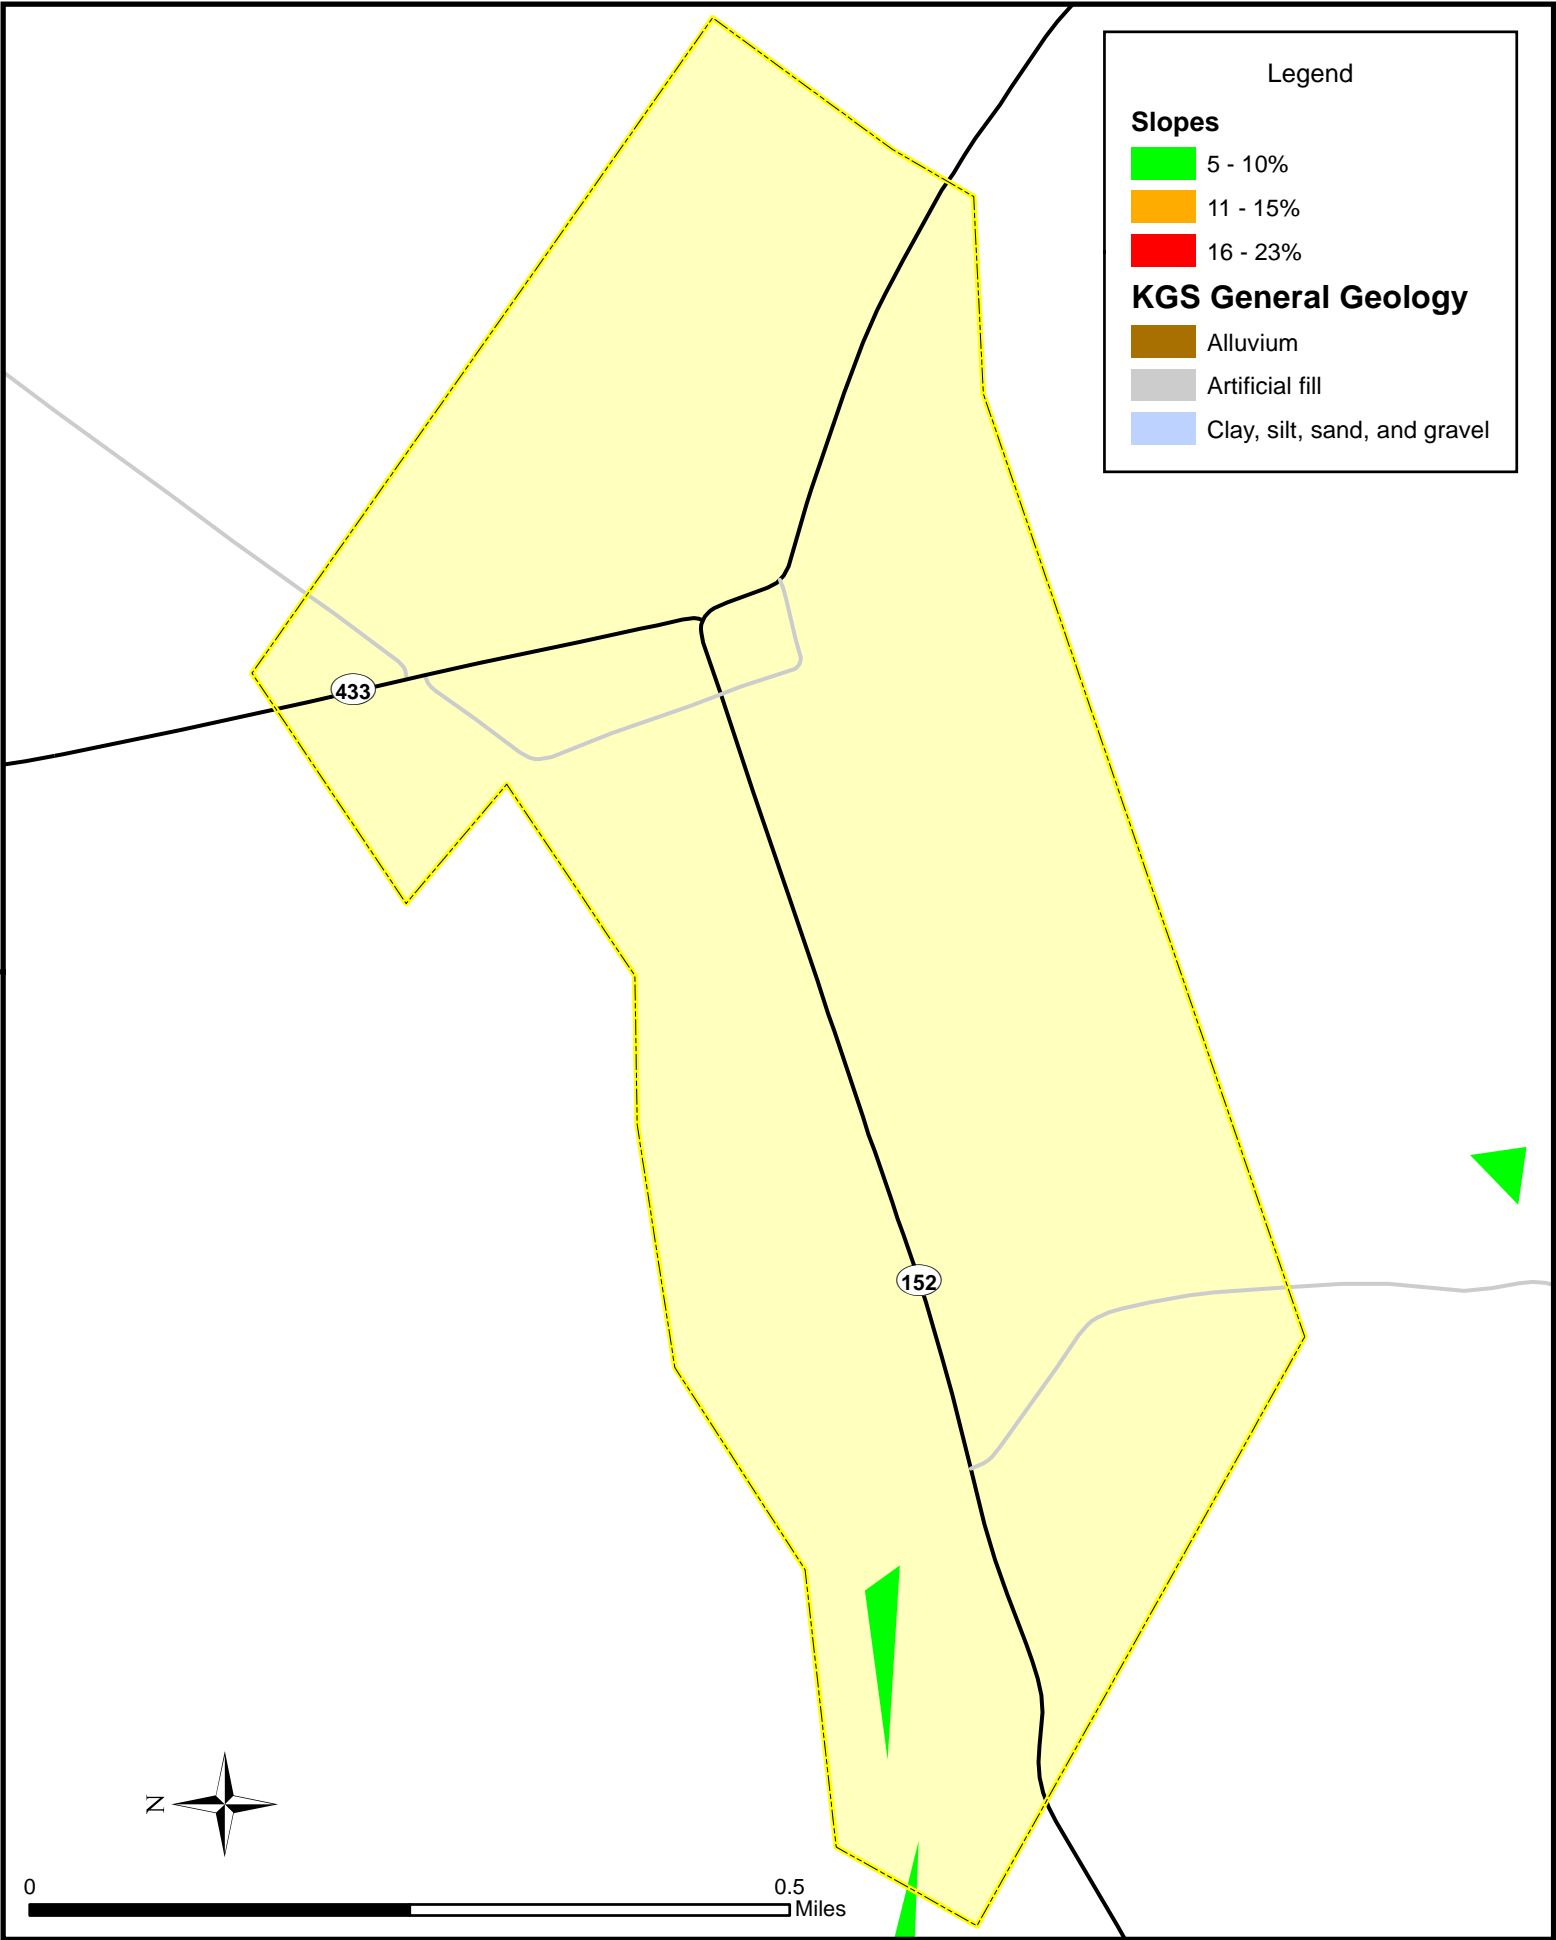 Legend
Slopes
5 - 10%
11 - 15%
16 - 23%
KGS General Geology
Alluvium
Artificial fill
Clay, silt, sand, and gravel
433
152
N
0 0.5
Miles